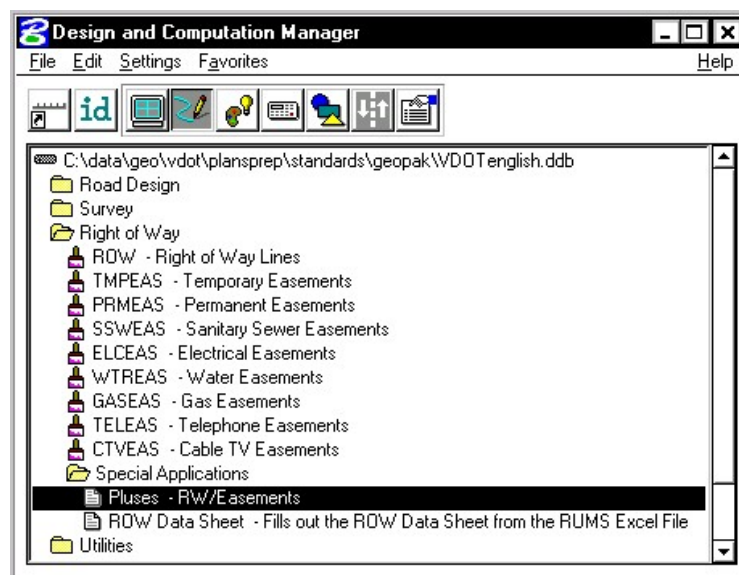 Design and Computation Manager
File Edit Settings Favorites Help
id
C:\data\geo\vdot\plansprep\standards\geopak\VDOTenglish.ddb
Road Design
Survey
Right of Way
ROW - Right of Way Lines
TMPEAS - Temporary Easements
PRMEAS - Permanent Easements
SSWEAS - Sanitary Sewer Easements
ELCEAS - Electrical Easements
WTREAS - Water Easements
GASEAS - Gas Easements
TELEAS - Telephone Easements
CTVEAS - Cable TV Easements
Special Applications
Pluses - RW/Easements
ROW Data Sheet - Fills out the ROW Data Sheet from the RUMS Excel File
Utilities